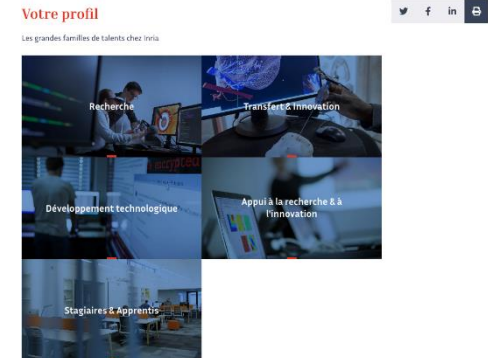 Votre profil
Les grandes familles de talents chez Inria
Recherche
Transfert & Innovation
Développement technologique
Appui à la recherche & à
l'innovation
Stagiaires & Apprentis